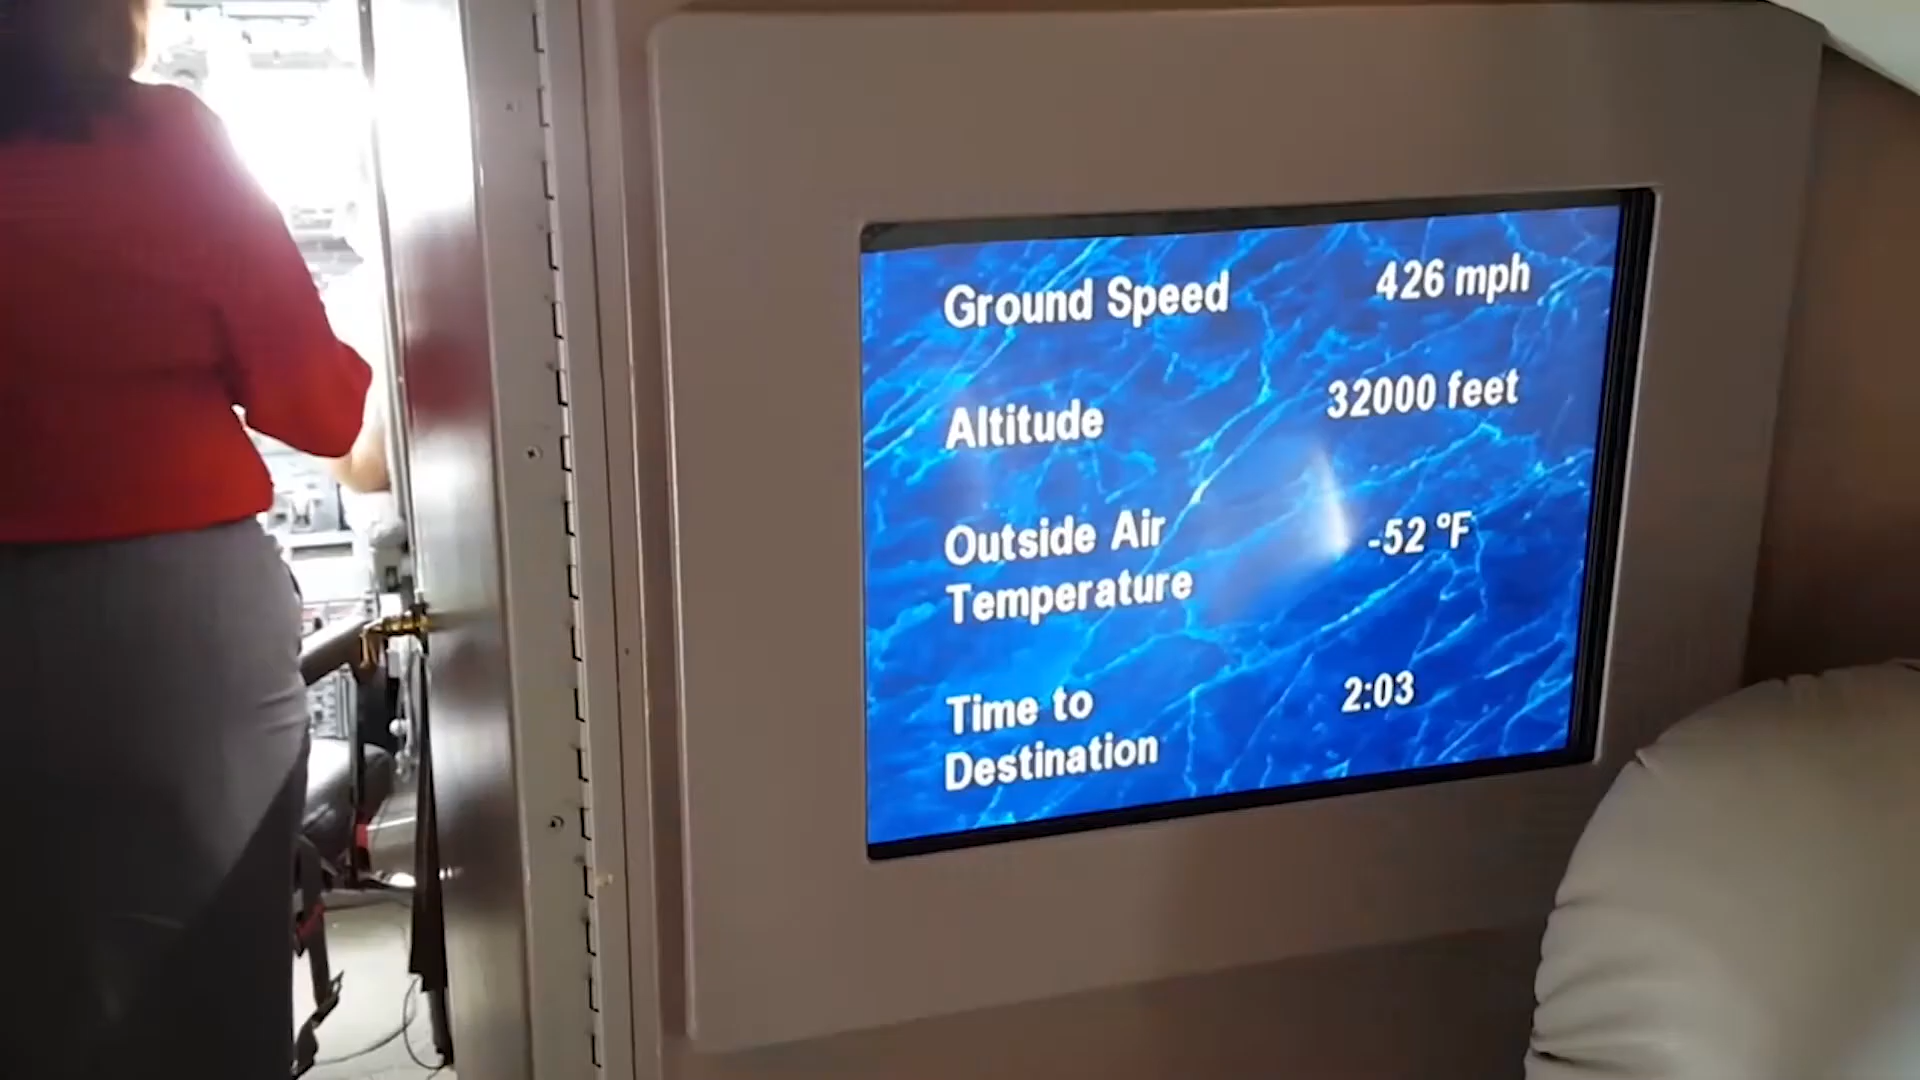 Ground Speed 426 mph
Altitude 32000 feet
Outside Air
Temperature -52 °F
Time to
Destination 2:03